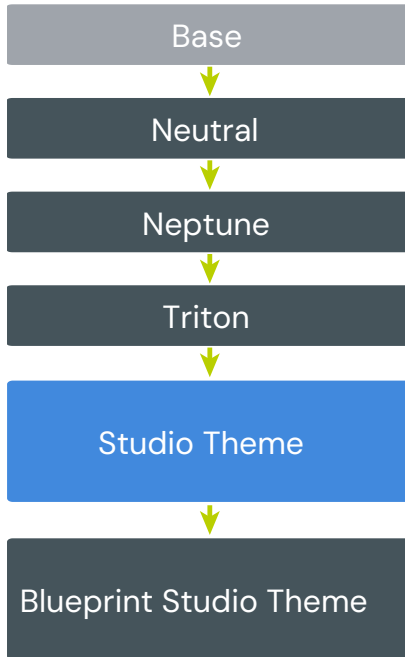 Base
Neutral
Neptune
Triton
Studio Theme
Blueprint Studio Theme